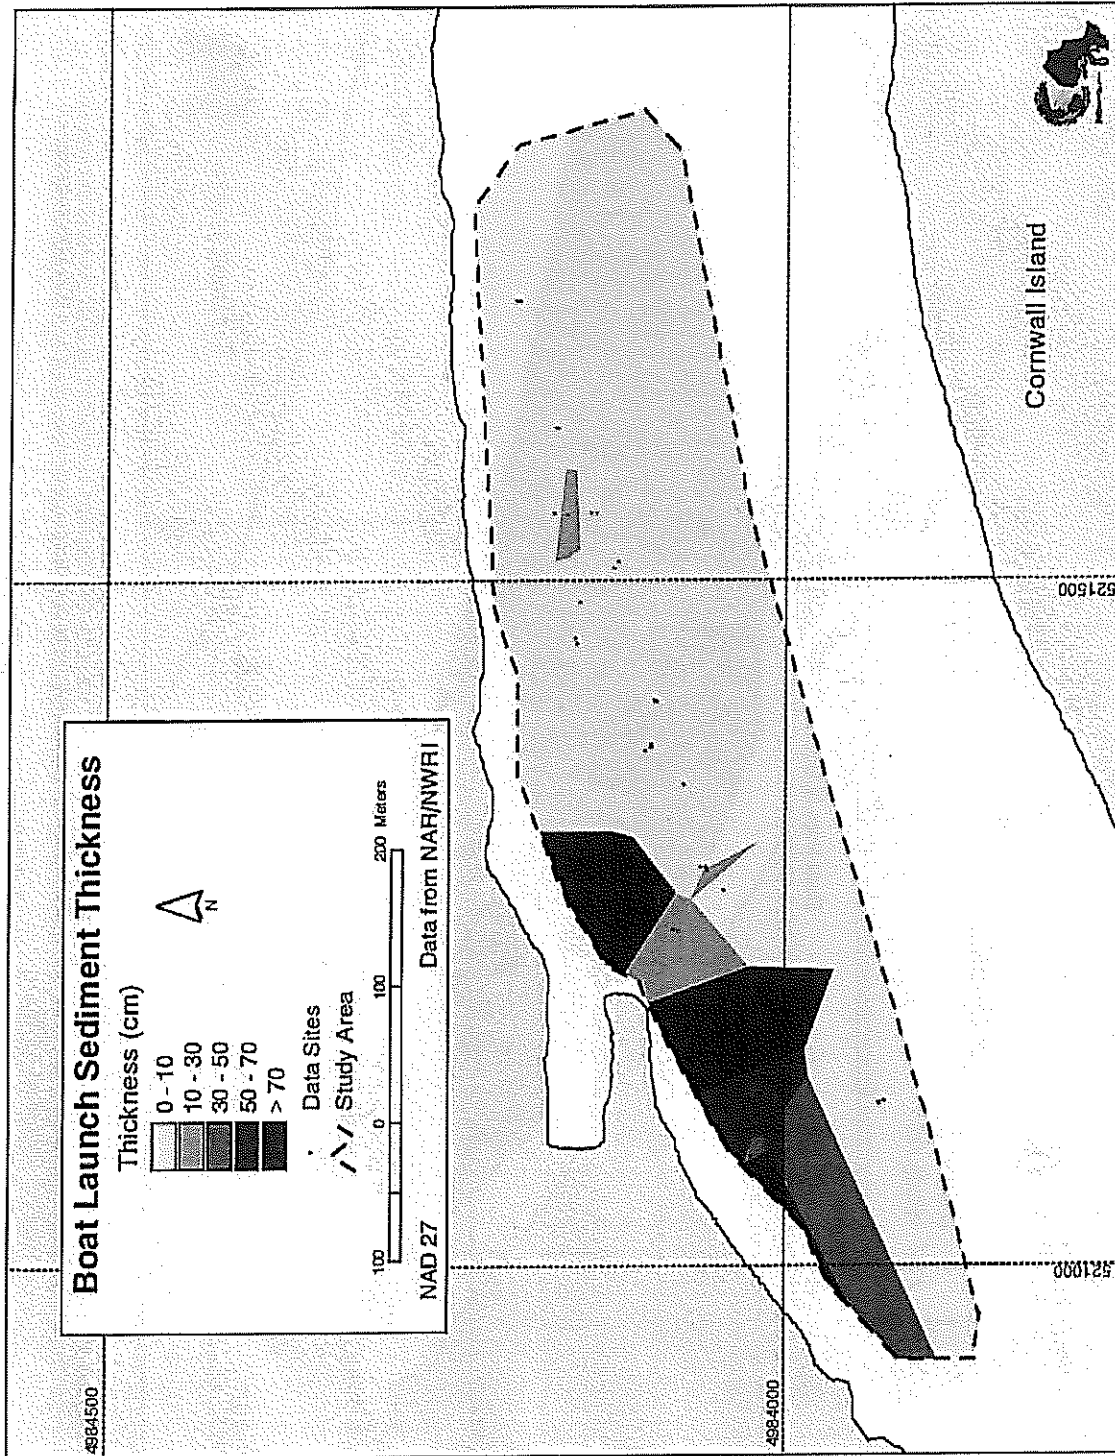 Boat Launch Sediment Thickness
Thickness (cm)
0 - 10
10 - 30
30 - 50
50 - 70
> 70
Data Sites
Study Area
N
100 0 100 200 Meters
NAD 27 Data from NAR/NWRI
4984500
4984000
521000
521500
Cornwall Island